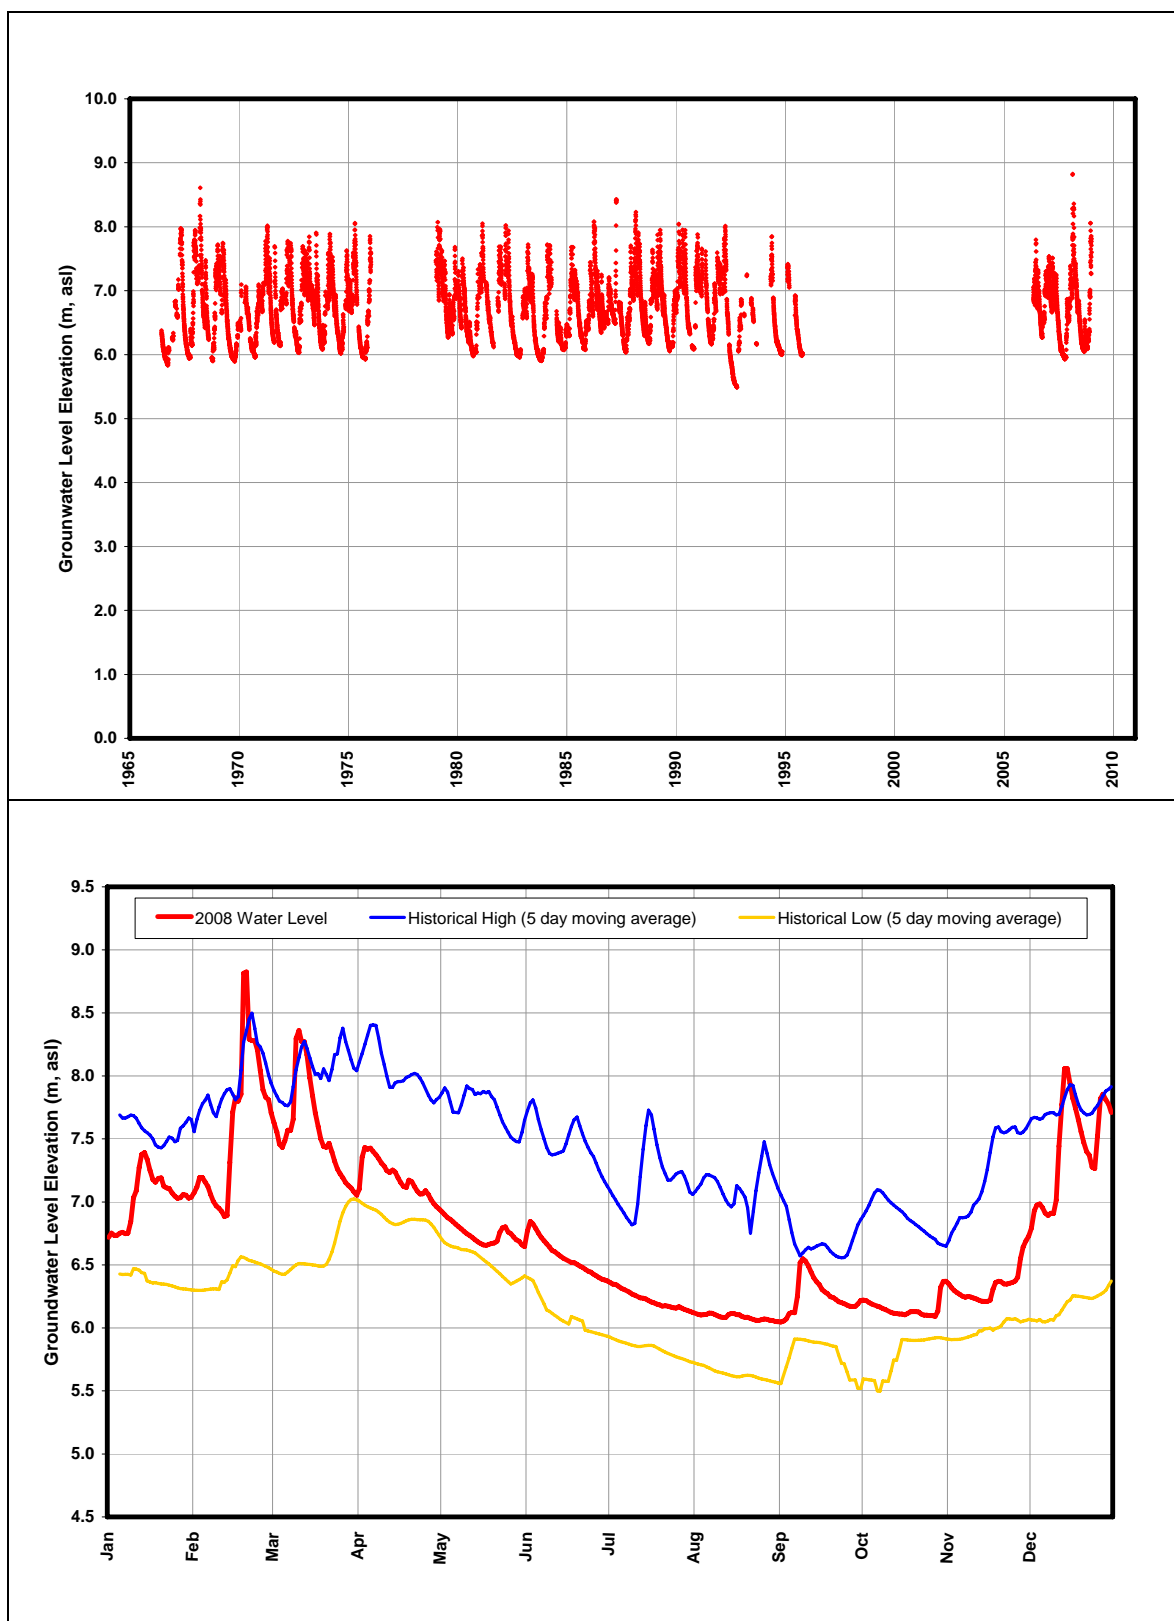 10.0
9.0
8.0
7.0
6.0
5.0
4.0
3.0
2.0
1.0
0.0
Grounwater Level Elevation (m, asl)
1965
1970
1975
1980
1985
1990
1995
2000
2005
2010
9.5
9.0
8.5
8.0
7.5
7.0
6.5
6.0
5.5
5.0
4.5
Groundwater Level Elevation (m, asl)
2008 Water Level
Historical High (5 day moving average)
Historical Low (5 day moving average)
Jan
Feb
Mar
Apr
May
Jun
Jul
Aug
Sep
Oct
Nov
Dec